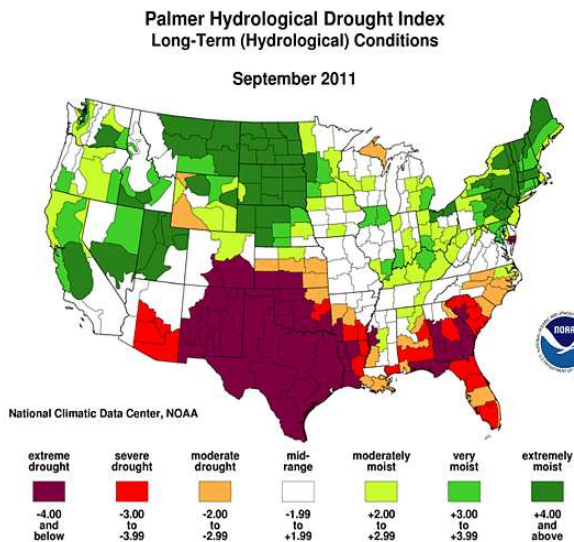 Palmer Hydrological Drought Index
Long-Term (Hydrological) Conditions
September 2011
NOAA
National Climatic Data Center, NOAA
extreme drought
severe drought
moderate drought
mid-range
moderately moist
very moist
extremely moist
-4.00 and below
-3.00 to -3.99
-2.00 to -2.99
-1.99 to +1.99
+2.00 to +2.99
+3.00 to +3.99
+4.00 and above